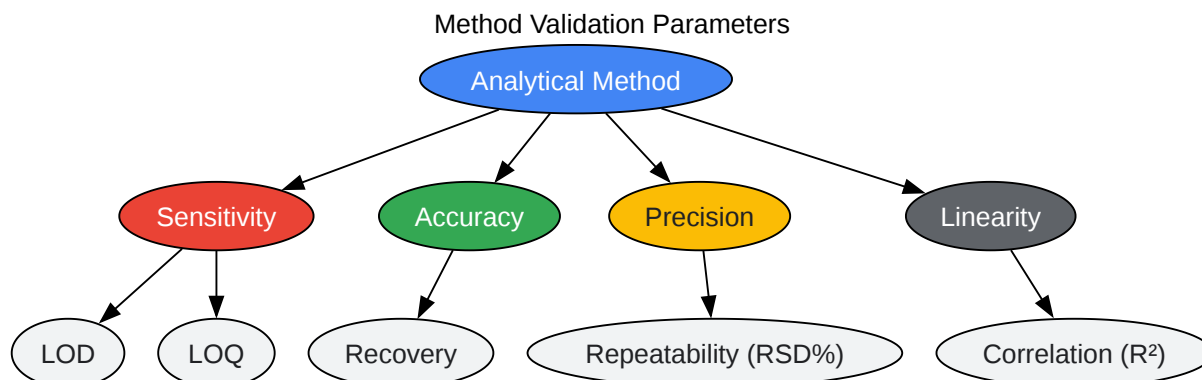 Method Validation Parameters
Analytical Method
Sensitivity
Accuracy
Precision
Linearity
LOD
LOQ
Recovery
Repeatability (RSD%)
Correlation (R²)